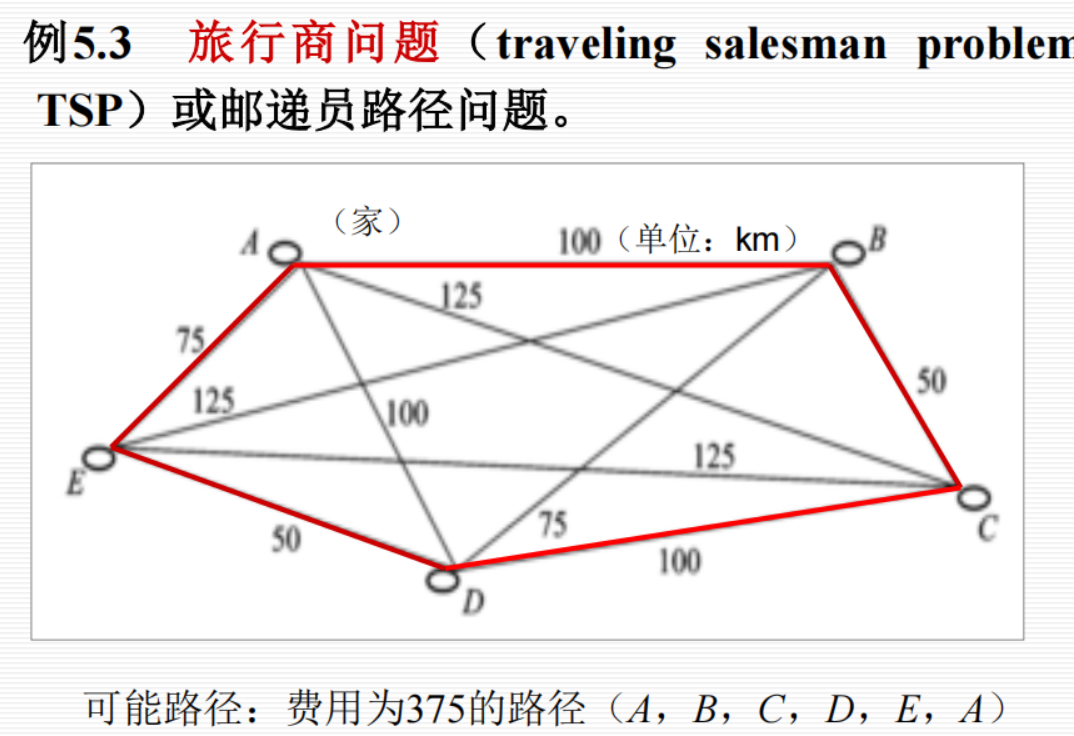 例5.3 旅行商问题（traveling salesman problem
TSP）或邮递员路径问题。
（家）
A
100（单位：km）
B
125
75
50
125
100
125
E
75
C
50
100
D
可能路径：费用为375的路径（A，B，C，D，E，A）